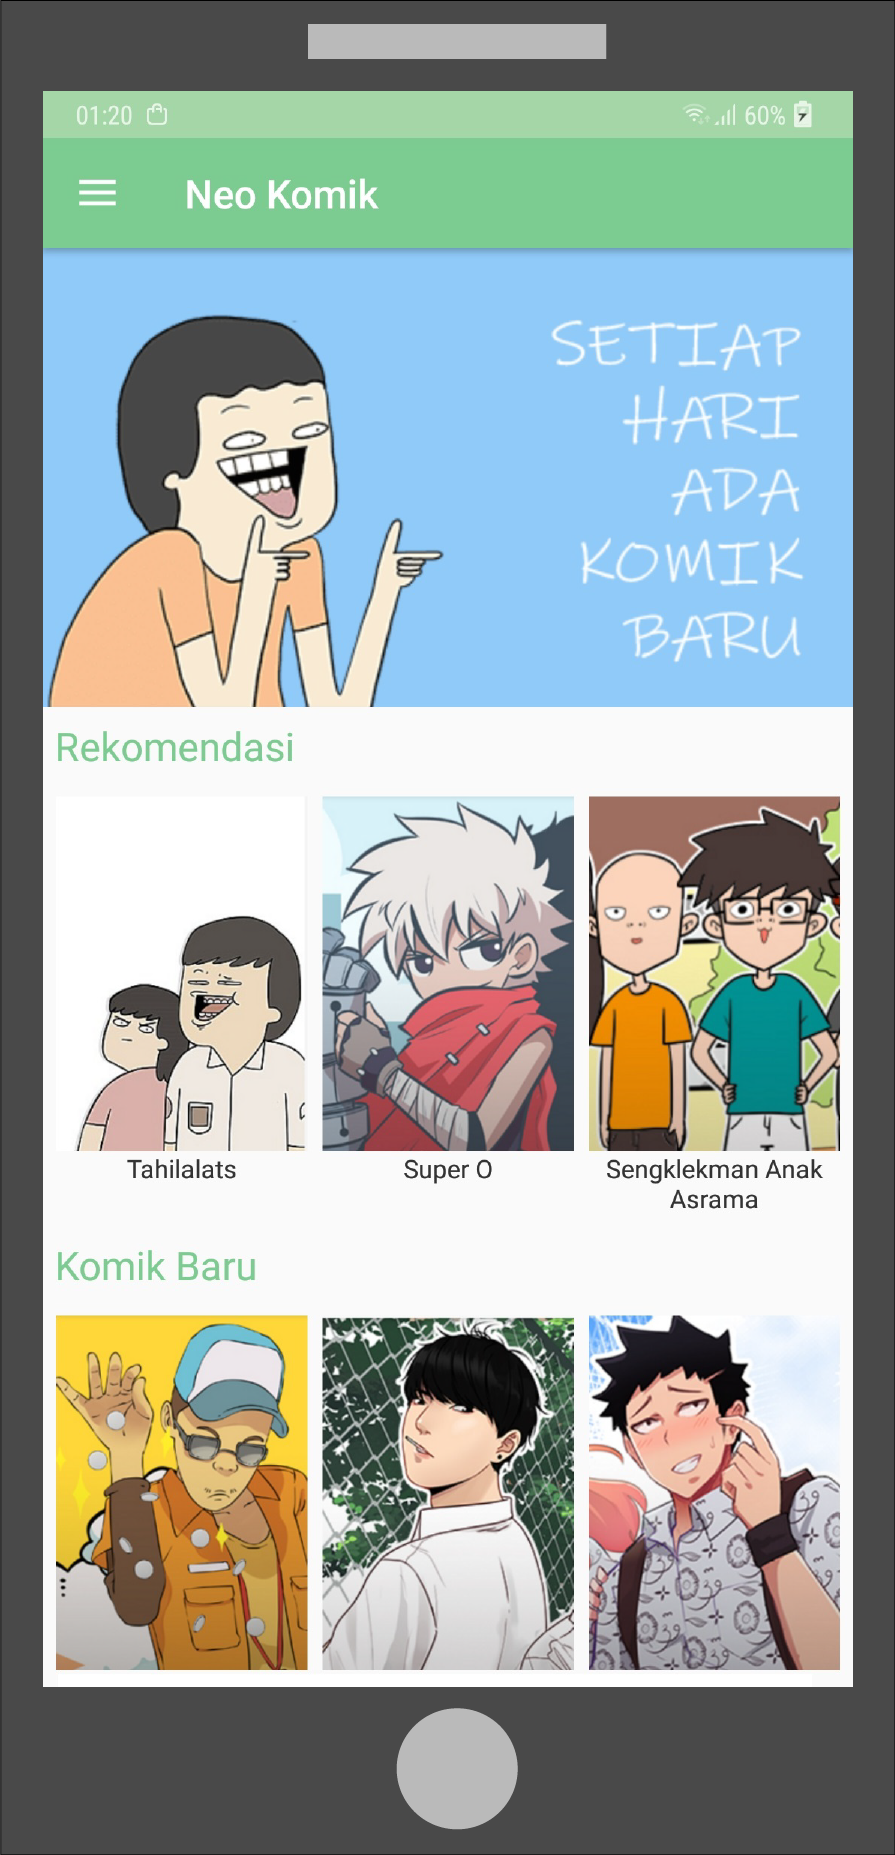 01:20
60%
Neo Komik
SETIAP
HARI
ADA
KOMIK
BARU
Rekomendasi
Tahilalats
Super O
Sengklekman Anak
Asrama
Komik Baru